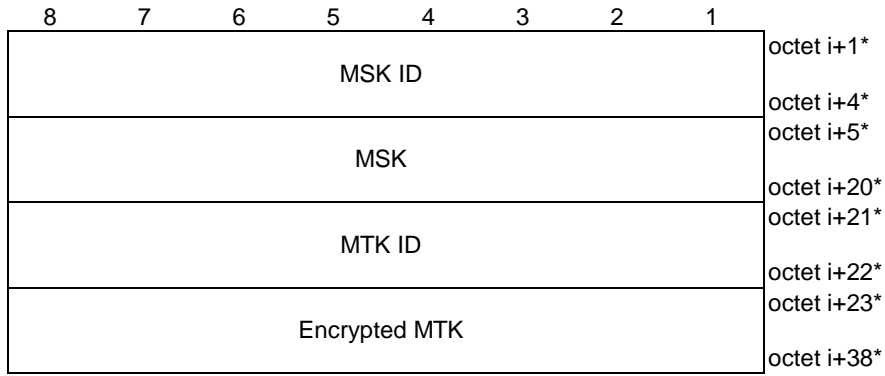 8 7 6 5 4 3 2 1
octet i+1*
MSK ID
octet i+4*
octet i+5*
MSK
octet i+20*
octet i+21*
MTK ID
octet i+22*
octet i+23*
Encrypted MTK
octet i+38*